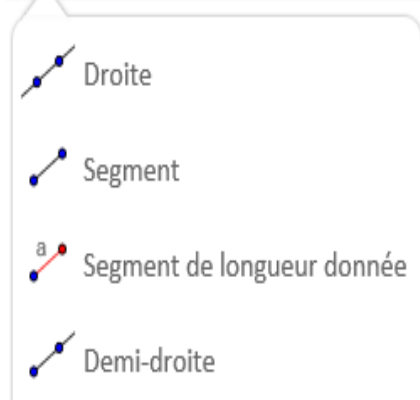 Droite
Segment
a
Segment de longueur donnée
Demi-droite